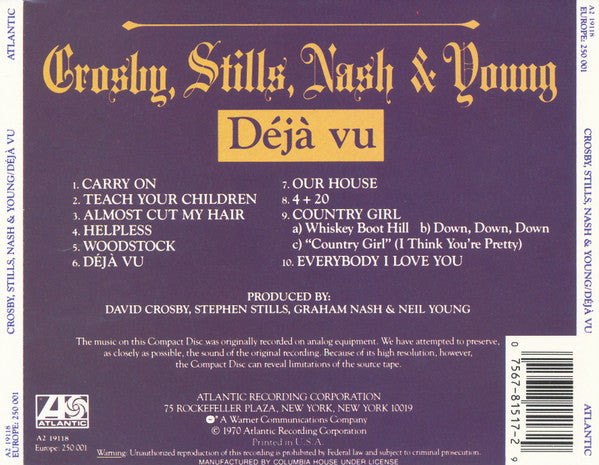 ATLANTIC
CROSBY, STILLS, NASH & YOUNG/DÉJÀ VU
A2 19118
EUROPE: 250 001
Crosby, Stills, Nash & Young
Déjà vu
1. CARRY ON
2. TEACH YOUR CHILDREN
3. ALMOST CUT MY HAIR
4. HELPLESS
5. WOODSTOCK
6. DÉJÀ VU
7. OUR HOUSE
8. 4 + 20
9. COUNTRY GIRL
a) Whiskey Boot Hill b) Down, Down, Down
c) “Country Girl” (I Think You're Pretty)
10. EVERYBODY I LOVE YOU
PRODUCED BY:
DAVID CROSBY, STEPHEN STILLS, GRAHAM NASH & NEIL YOUNG
The music on this Compact Disc was originally recorded on analog equipment. We have attempted to preserve,
as closely as possible, the sound of the original recording. Because of its high resolution, however,
the Compact Disc can reveal limitations of the source tape.
ATLANTIC
A2 19118
Europe: 250 001
ATLANTIC RECORDING CORPORATION
75 ROCKEFELLER PLAZA, NEW YORK, NEW YORK 10019
A Warner Communications Company
© 1970 Atlantic Recording Corporation
Printed in U.S.A.
Warning: Unauthorized reproduction of this recording is prohibited by Federal law and subject to criminal prosecution.
MANUFACTURED BY COLUMBIA HOUSE UNDER LICENSE
0 7567-81517-2 9
A2 19118
EUROPE: 250 001
CROSBY, STILLS, NASH & YOUNG/DÉJÀ VU
ATLANTIC